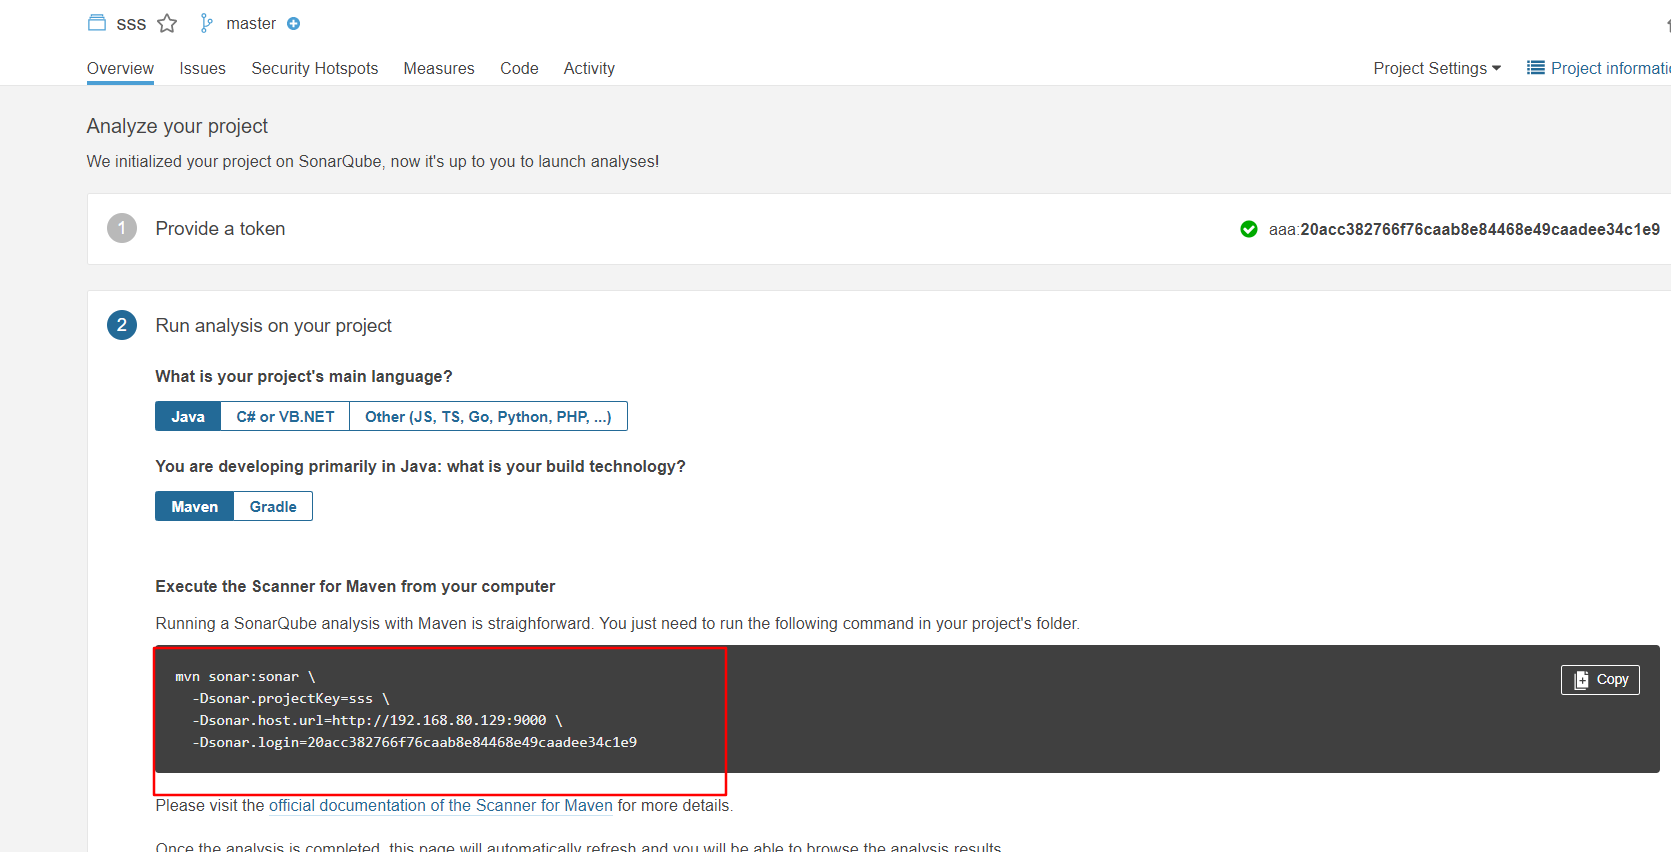 sss master
Overview Issues Security Hotspots Measures Code Activity Project Settings Project informatio
Analyze your project
We initialized your project on SonarQube, now it's up to you to launch analyses!
1 Provide a token aaa:20acc382766f76caab8e84468e49caadee34c1e9
2 Run analysis on your project
What is your project's main language?
Java C# or VB.NET Other (JS, TS, Go, Python, PHP, ...)
You are developing primarily in Java: what is your build technology?
Maven Gradle
Execute the Scanner for Maven from your computer
Running a SonarQube analysis with Maven is straighforward. You just need to run the following command in your project's folder.
mvn sonar:sonar \
-Dsonar.projectKey=sss \
-Dsonar.host.url=http://192.168.80.129:9000 \
-Dsonar.login=20acc382766f76caab8e84468e49caadee34c1e9
Copy
Please visit the official documentation of the Scanner for Maven for more details.
Once the analysis is completed, this page will automatically refresh and you will be able to browse the analysis results.